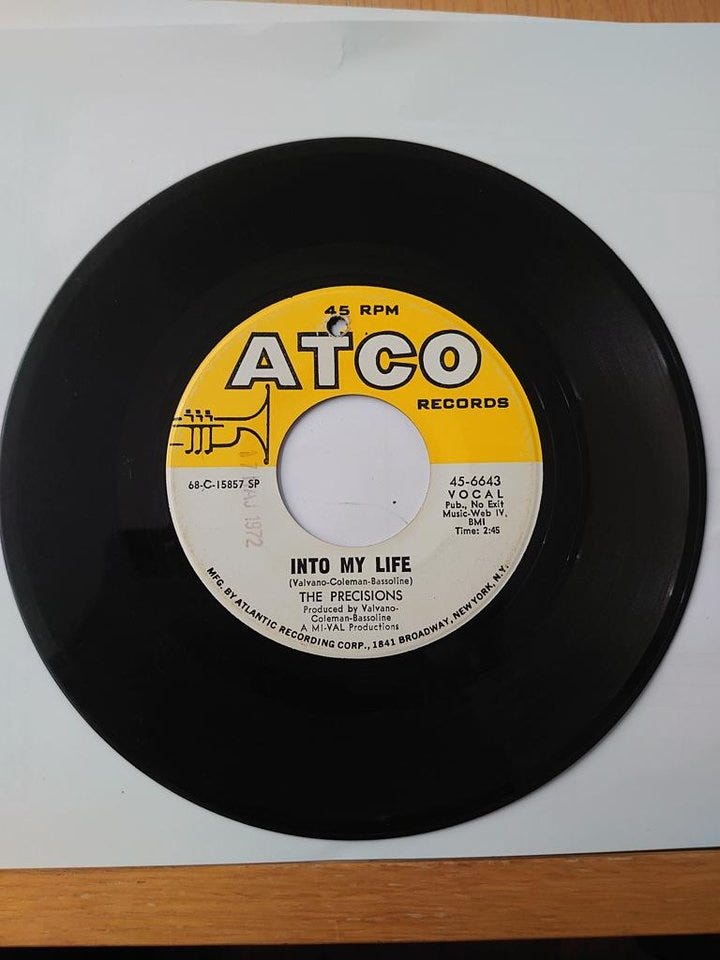 45 RPM
ATCO
RECORDS
68-C-15857 SP
45-6643
VOCAL
Pub., No Exit
Music-Web IV,
BMI
Time: 2:45
1972
INTO MY LIFE
(Valvano-Coleman-Bassoline)
THE PRECISIONS
Produced by Valvano-
Coleman-Bassoline
A MI-VAL Productions
MFG. BY ATLANTIC RECORDING CORP., 1841 BROADWAY, NEW YORK, N.Y.